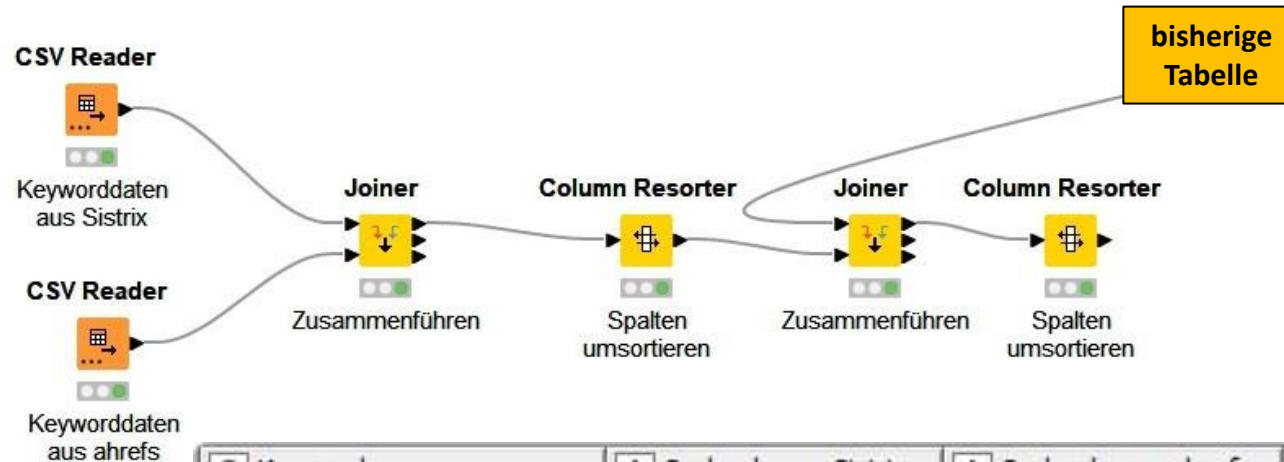 bisherige
Tabelle
CSV Reader
Keyworddaten
aus Sistrix
Joiner
Zusammenführen
Column Resorter
Spalten
umsortieren
Joiner
Zusammenführen
Column Resorter
Spalten
umsortieren
CSV Reader
Keyworddaten
aus ahrefs